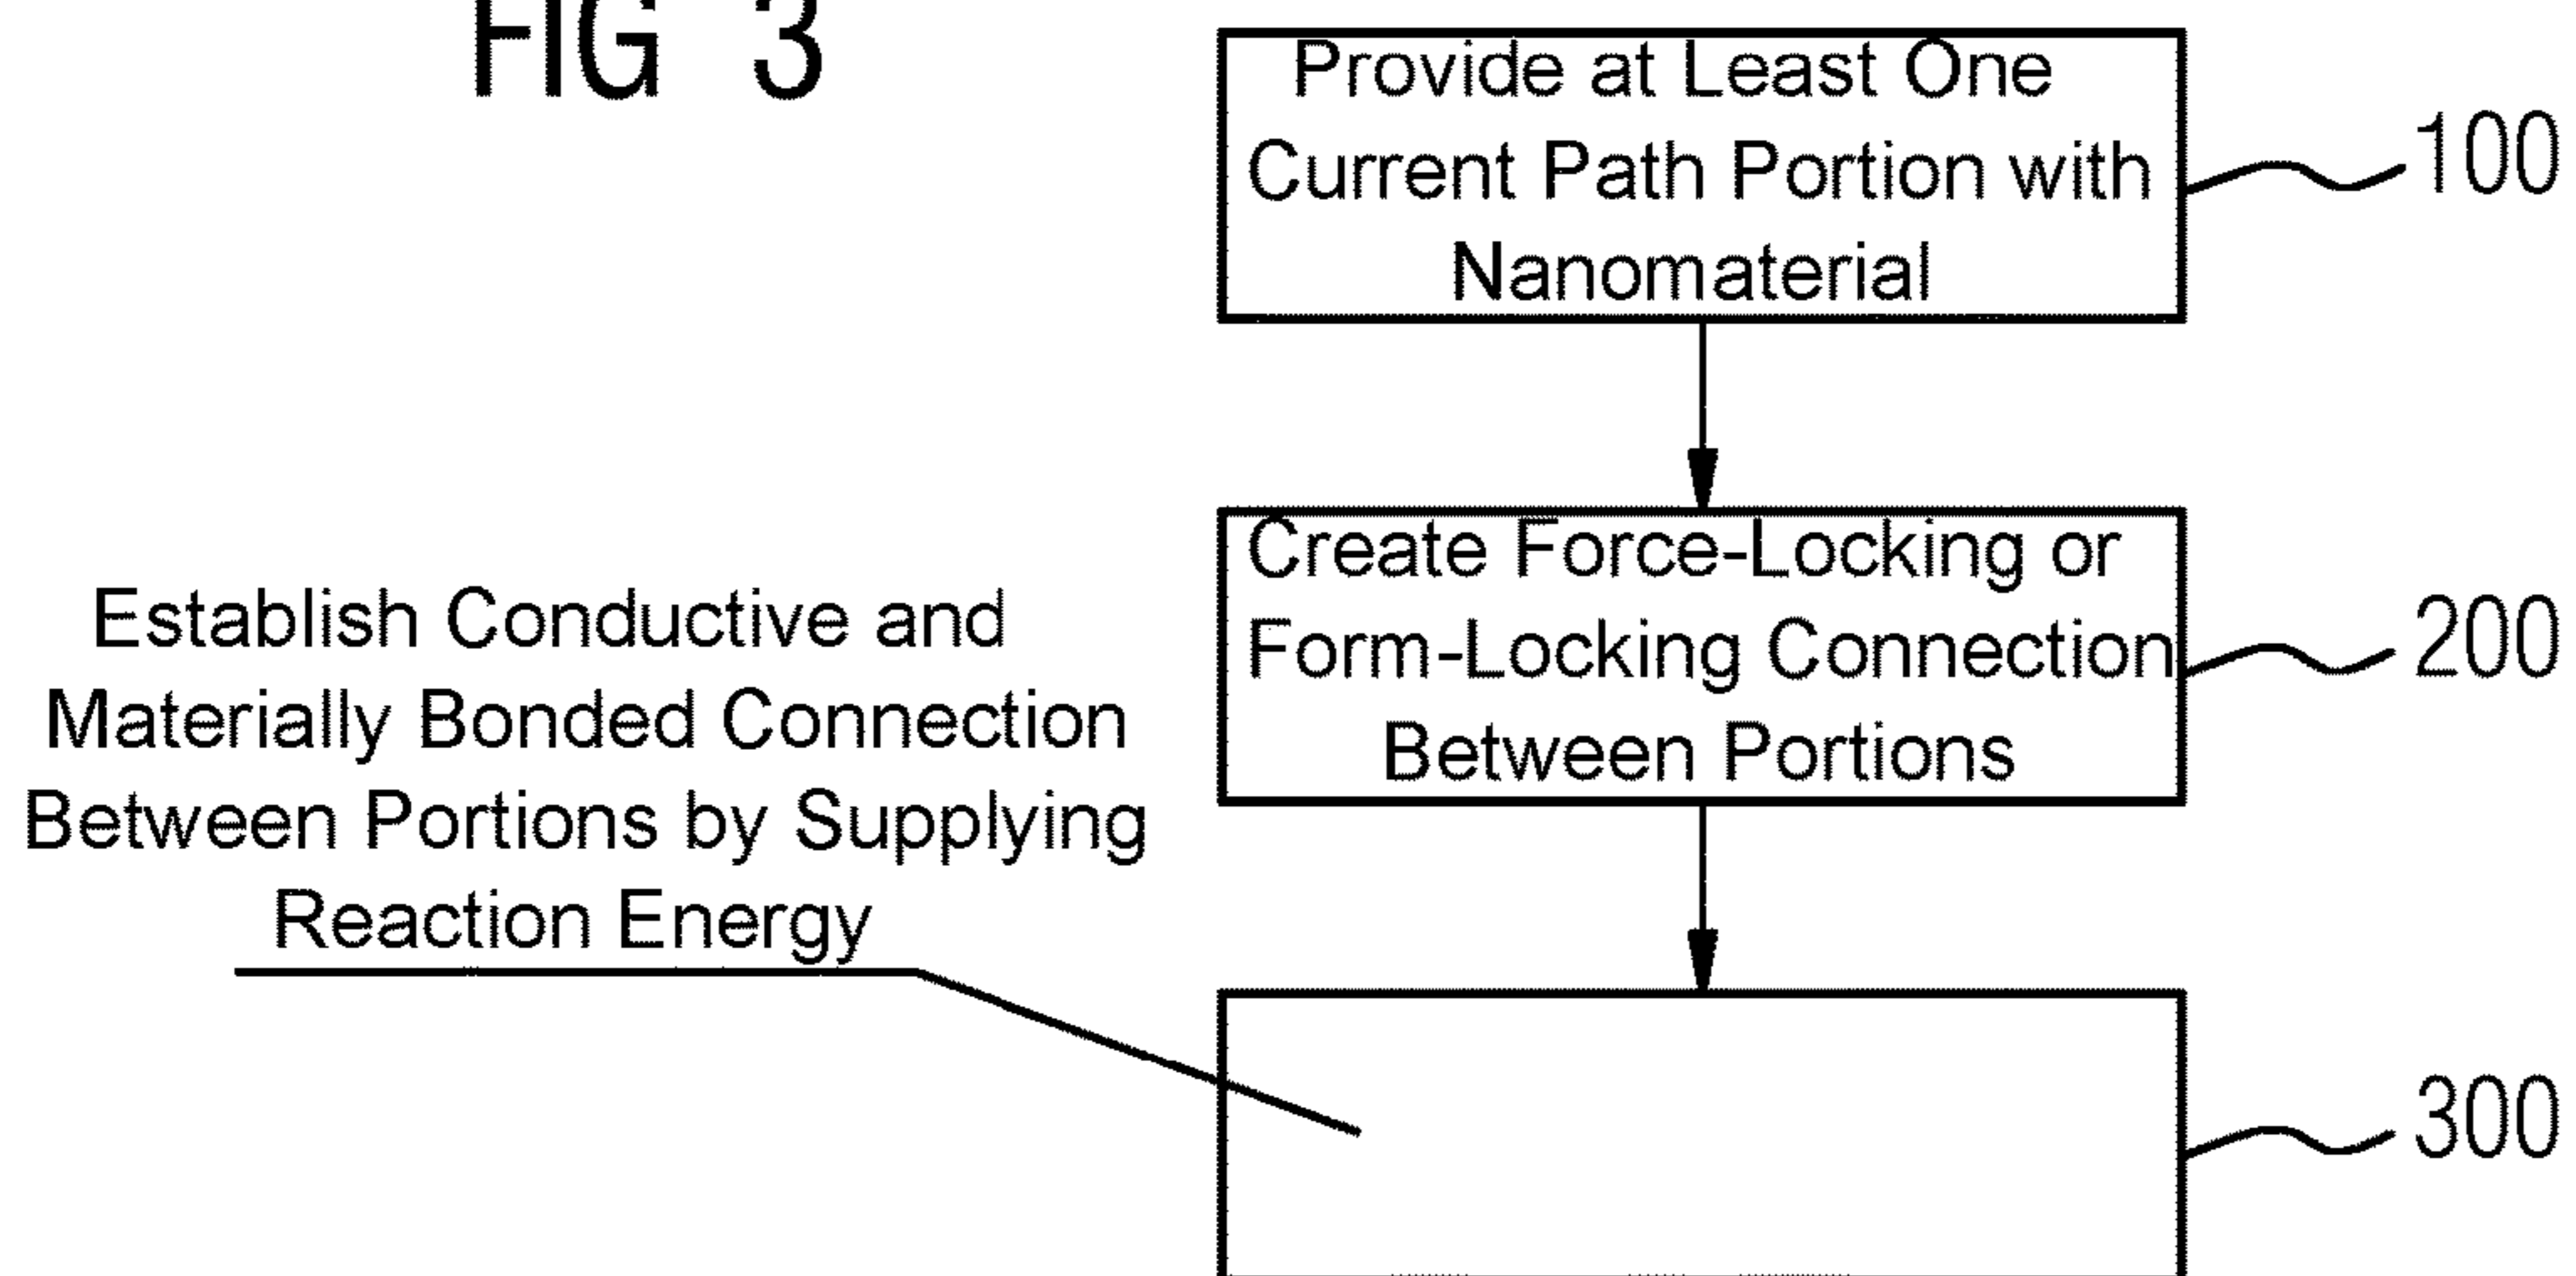 FIG 3
Provide at Least One
Current Path Portion with
Nanomaterial
100
Create Force-Locking or
Form-Locking Connection
Between Portions
200
Establish Conductive and
Materially Bonded Connection
Between Portions by Supplying
Reaction Energy
300